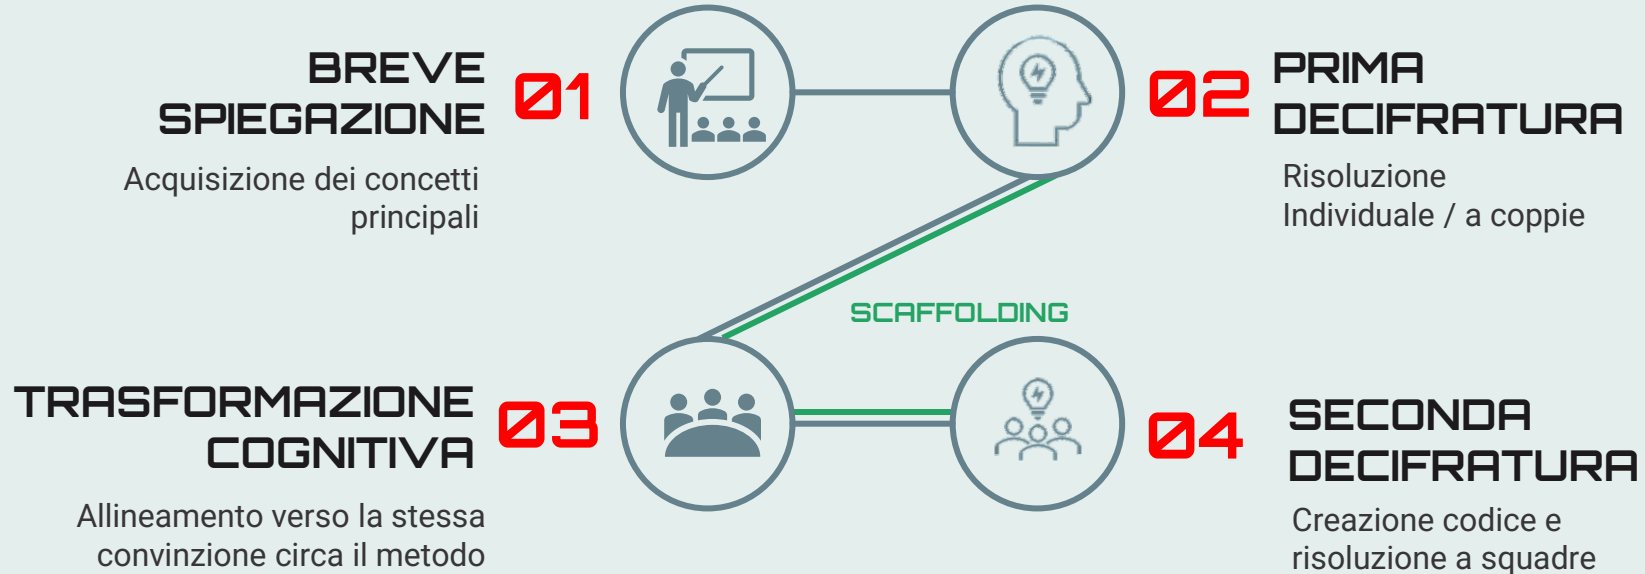 BREVE
SPIEGAZIONE
01
Acquisizione dei concetti
principali
02
PRIMA
DECIFRATURA
Risoluzione
Individuale / a coppie
SCAFFOLDING
TRASFORMAZIONE
COGNITIVA
03
Allineamento verso la stessa
convinzione circa il metodo
04
SECONDA
DECIFRATURA
Creazione codice e
risoluzione a squadre